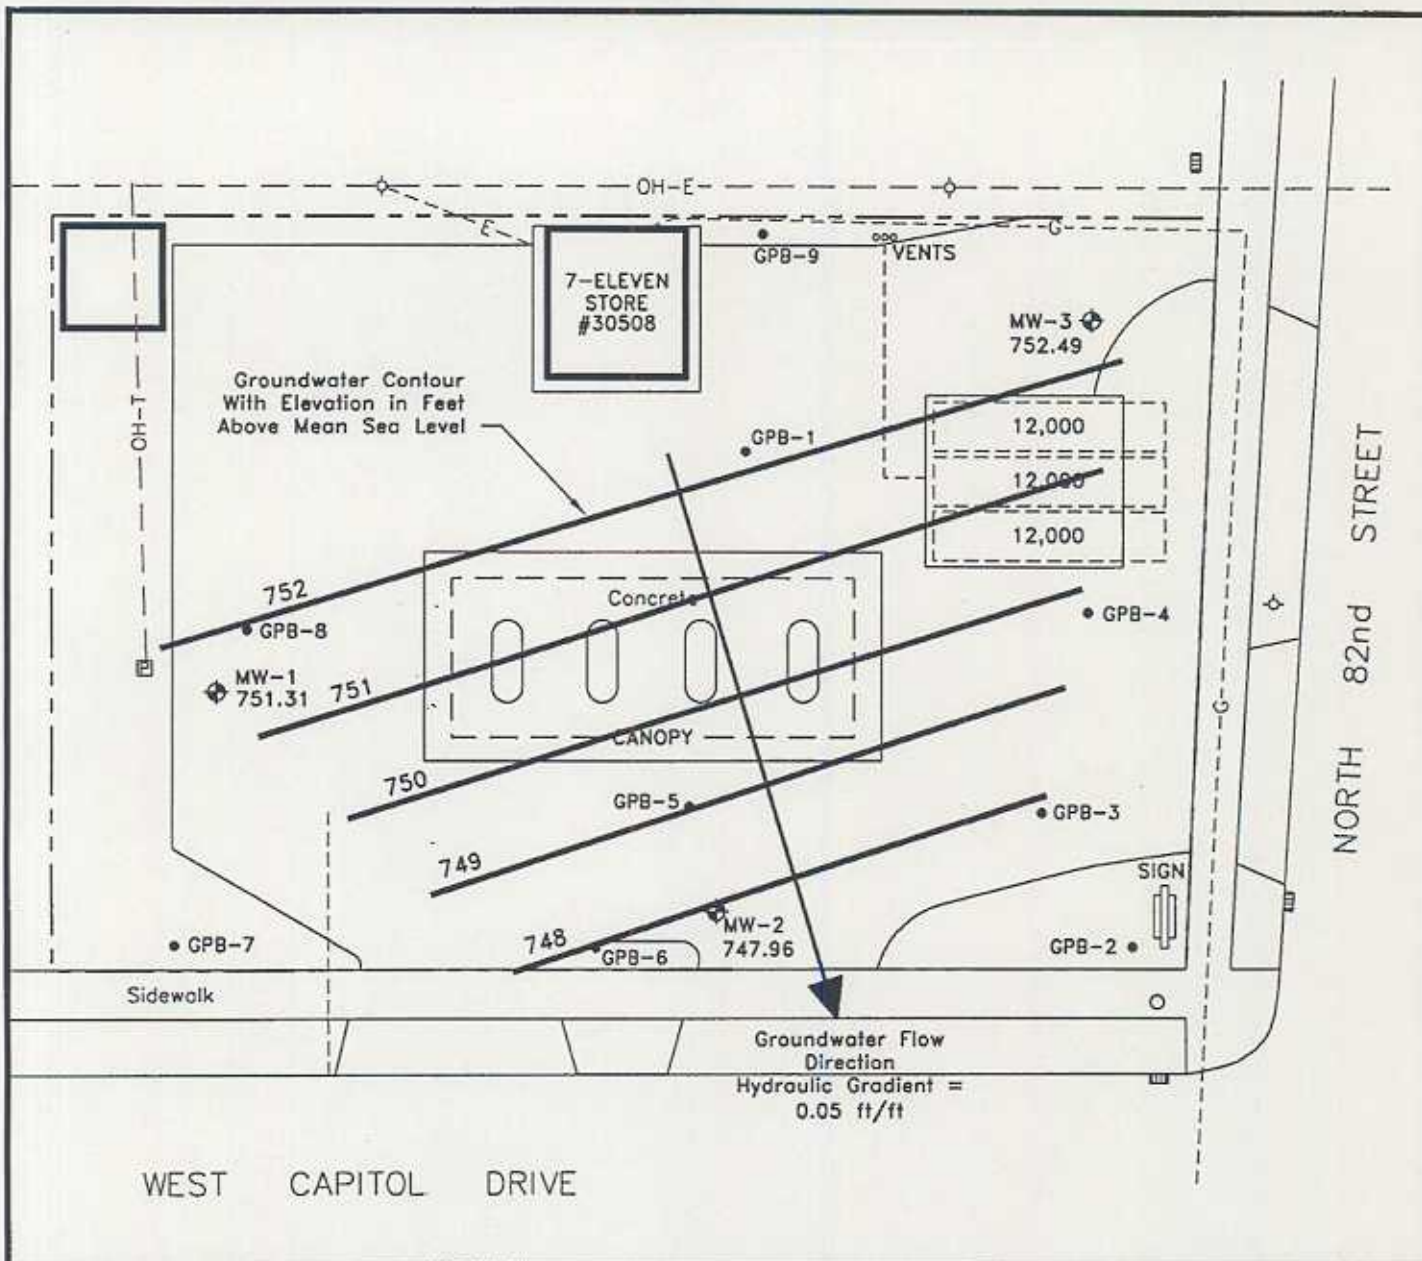 OH-E
E
G
GPB-9
VENTS
7-ELEVEN
STORE
#30508
MW-3
752.49
OH-T
Groundwater Contour
With Elevation in Feet
Above Mean Sea Level
GPB-1
12,000
12,000
12,000
752
GPB-8
Concrete
GPB-4
MW-1
751.31
751
CANOPY
750
GPB-5
GPB-3
749
SIGN
G
NORTH 82nd STREET
GPB-7
748
GPB-6
MW-2
747.96
GPB-2
Sidewalk
Groundwater Flow
Direction
Hydraulic Gradient =
0.05 ft/ft
WEST CAPITOL DRIVE